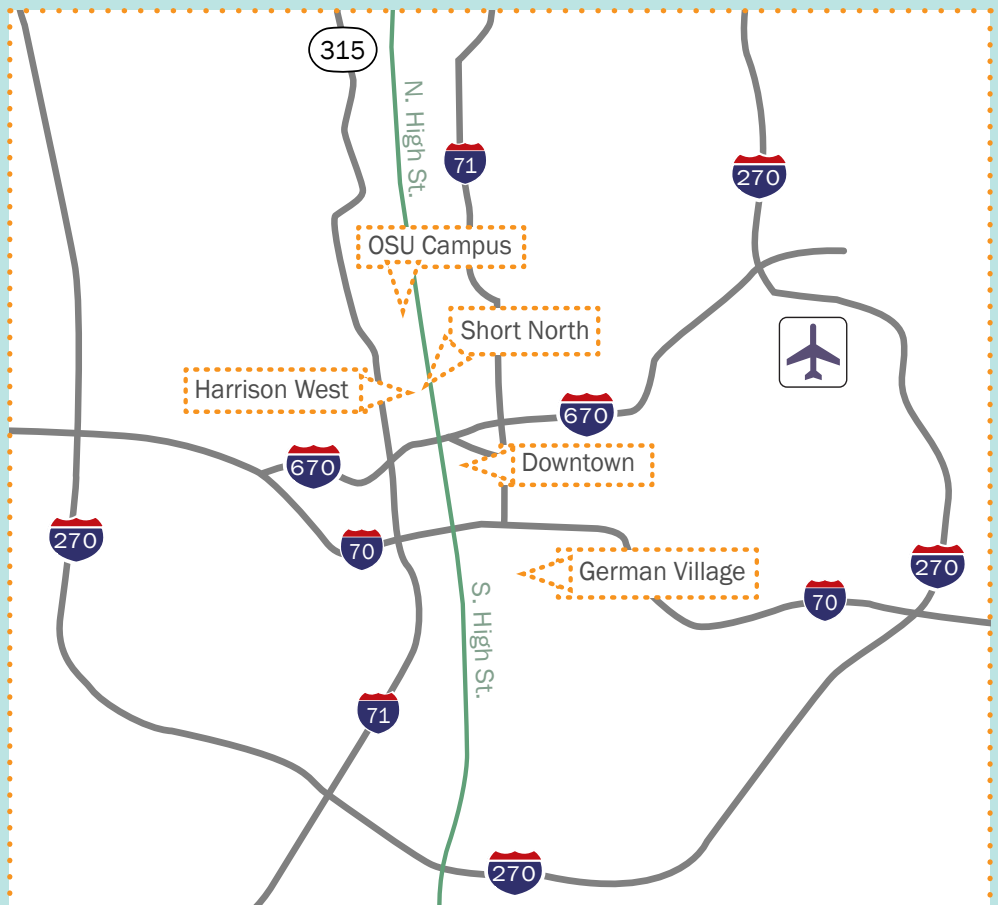 315
N. High St.
71
270
OSU Campus
Short North
Harrison West
670
670
Downtown
270
70
German Village
270
70
S. High St.
71
270